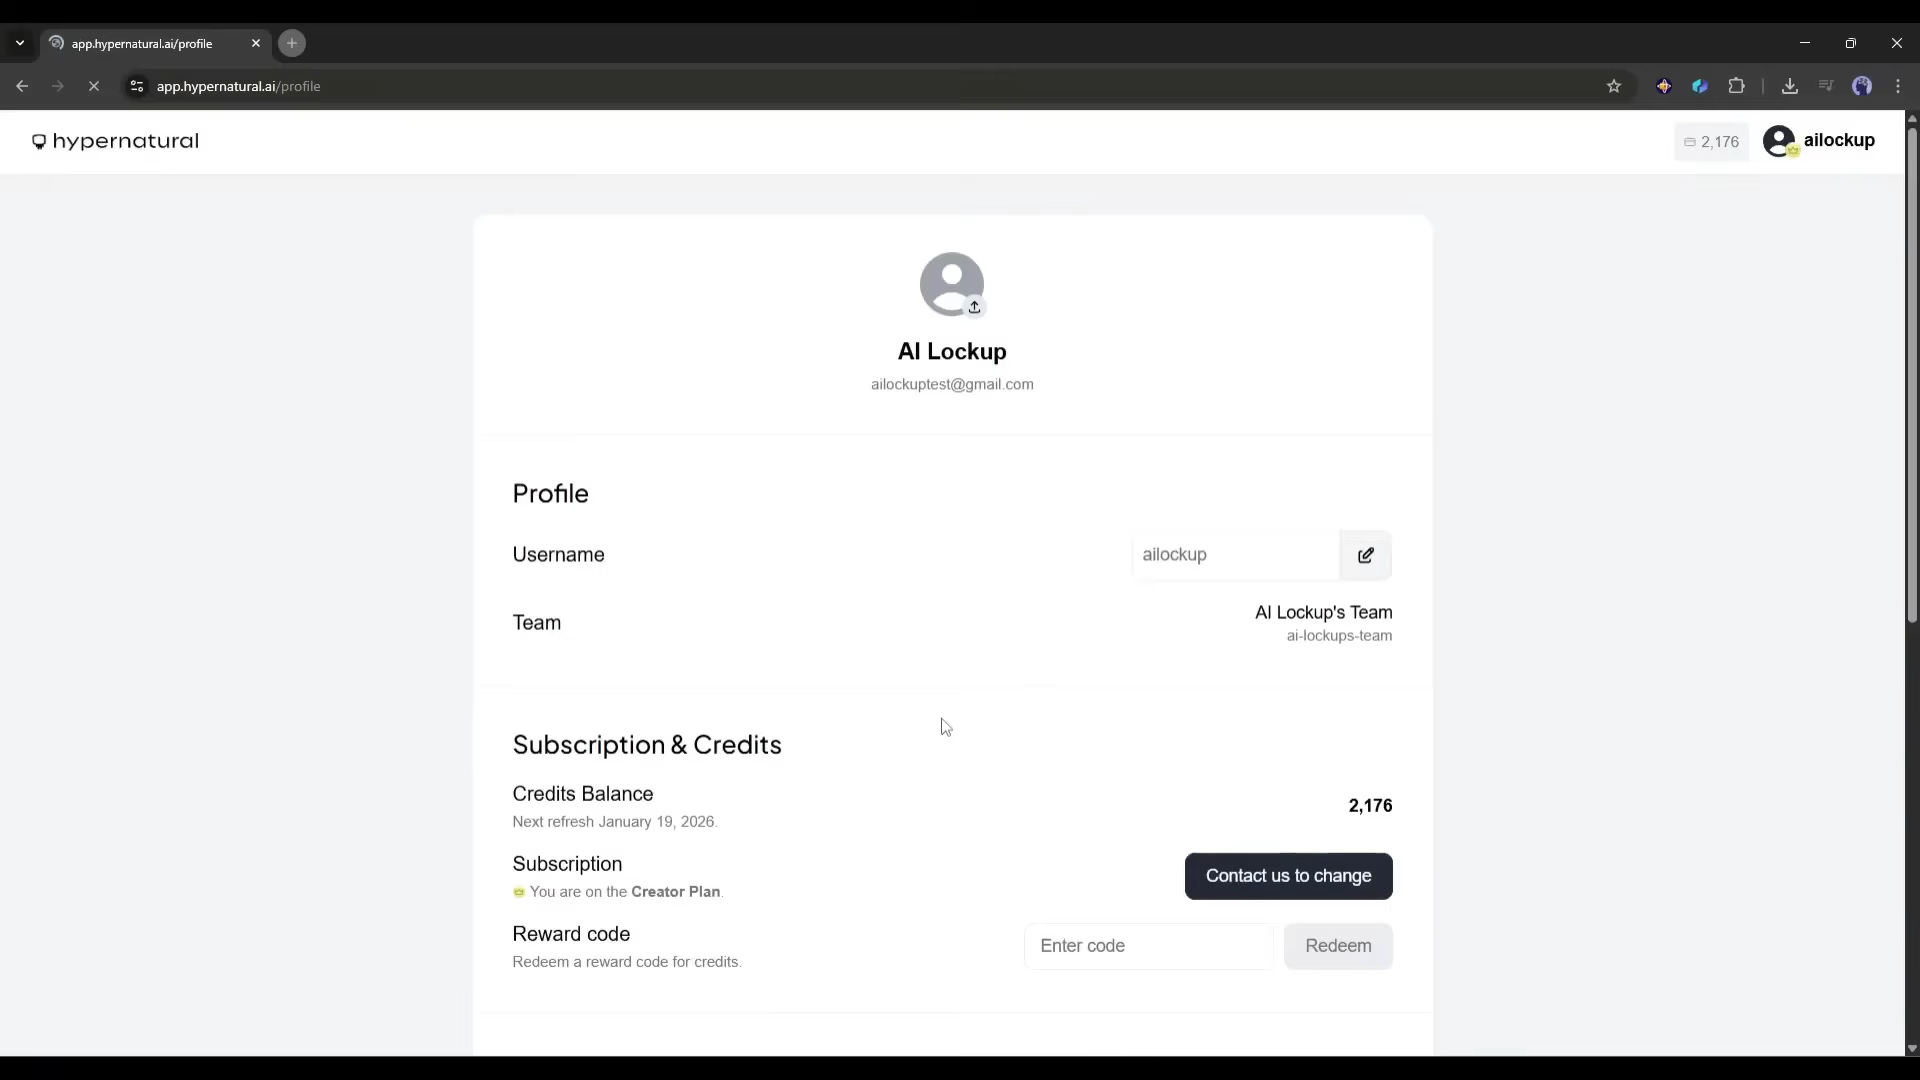 app.hypernatural.ai/profile
app.hypernatural.ai/profile
hypernatural
2,176
ailockup
AI Lockup
ailockuptest@gmail.com
Profile
Username
ailockup
Team
AI Lockup's Team
ai-lockups-team
Subscription & Credits
Credits Balance
2,176
Next refresh January 19, 2026.
Subscription
You are on the Creator Plan.
Contact us to change
Reward code
Redeem a reward code for credits.
Enter code
Redeem